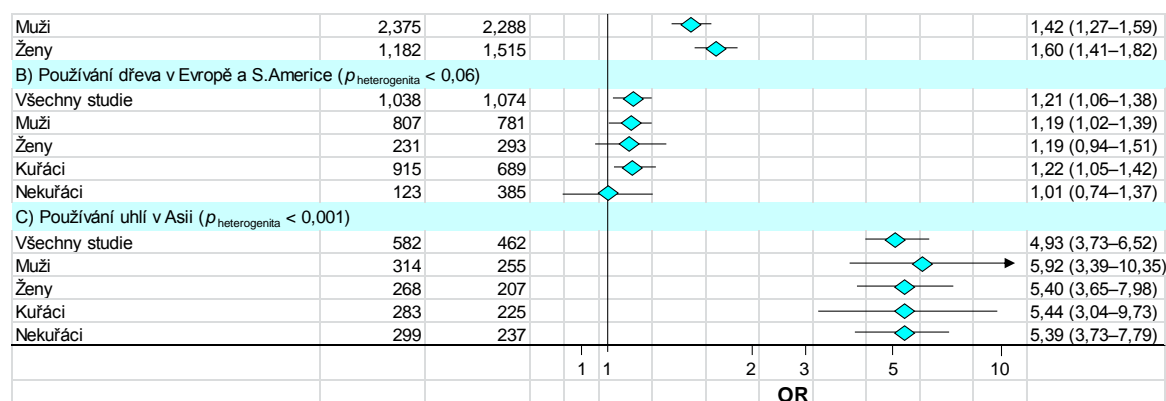 Muži 2,375 2,288 1,42 (1,27–1,59)
Ženy 1,182 1,515 1,60 (1,41–1,82)
B) Používání dřeva v Evropě a S.Americe (p heterogenita < 0,06)
Všechny studie 1,038 1,074 1,21 (1,06–1,38)
Muži 807 781 1,19 (1,02–1,39)
Ženy 231 293 1,19 (0,94–1,51)
Kuřáci 915 689 1,22 (1,05–1,42)
Nekuřáci 123 385 1,01 (0,74–1,37)
C) Používání uhlí v Asii (p heterogenita < 0,001)
Všechny studie 582 462 4,93 (3,73–6,52)
Muži 314 255 5,92 (3,39–10,35)
Ženy 268 207 5,40 (3,65–7,98)
Kuřáci 283 225 5,44 (3,04–9,73)
Nekuřáci 299 237 5,39 (3,73–7,79)
1 1 2 3 5 10
OR